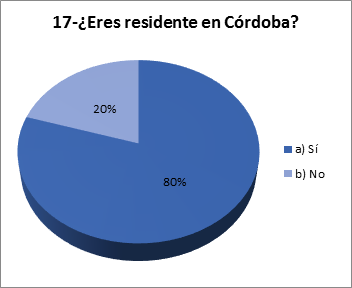 17-¿Eres residente en Córdoba?
20%
80%
a) Sí
b) No